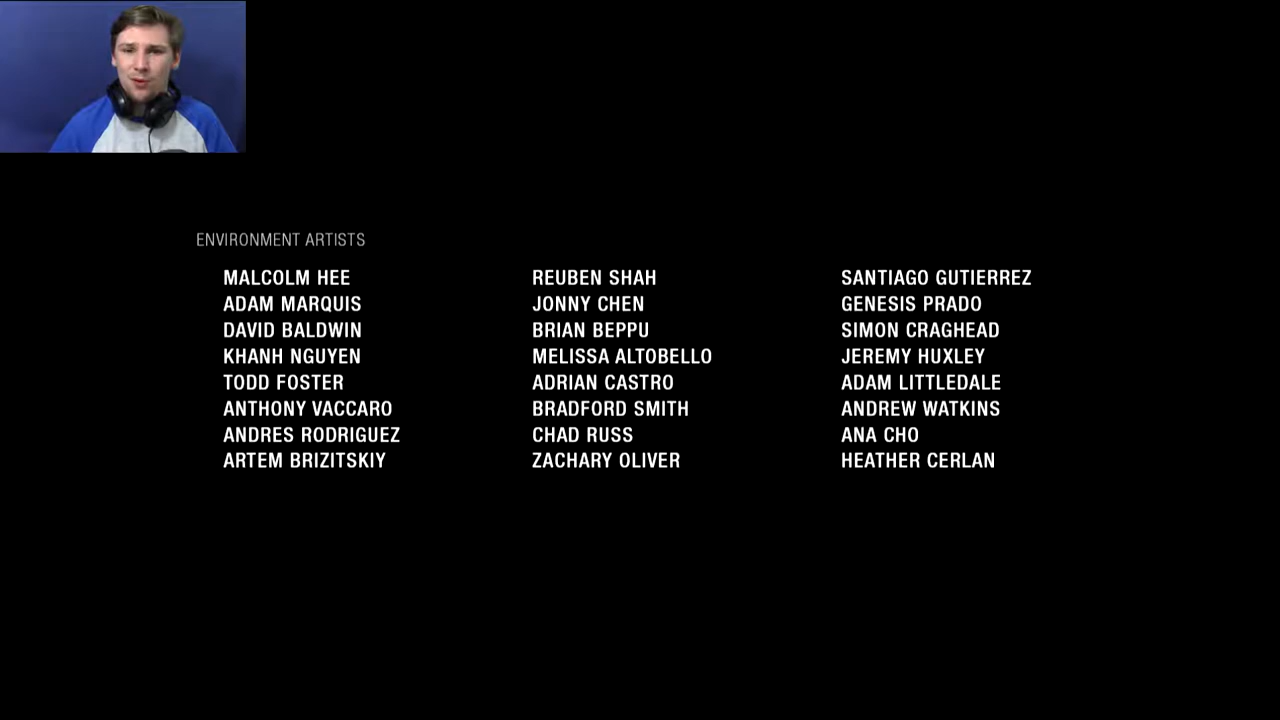 ENVIRONMENT ARTISTS
MALCOLM HEE
ADAM MARQUIS
DAVID BALDWIN
KHANH NGUYEN
TODD FOSTER
ANTHONY VACCARO
ANDRES RODRIGUEZ
ARTEM BRIZITSKIY
REUBEN SHAH
JONNY CHEN
BRIAN BEPPU
MELISSA ALTOBELLO
ADRIAN CASTRO
BRADFORD SMITH
CHAD RUSS
ZACHARY OLIVER
SANTIAGO GUTIERREZ
GENESIS PRADO
SIMON CRAGHEAD
JEREMY HUXLEY
ADAM LITTLEDALE
ANDREW WATKINS
ANA CHO
HEATHER CERLAN